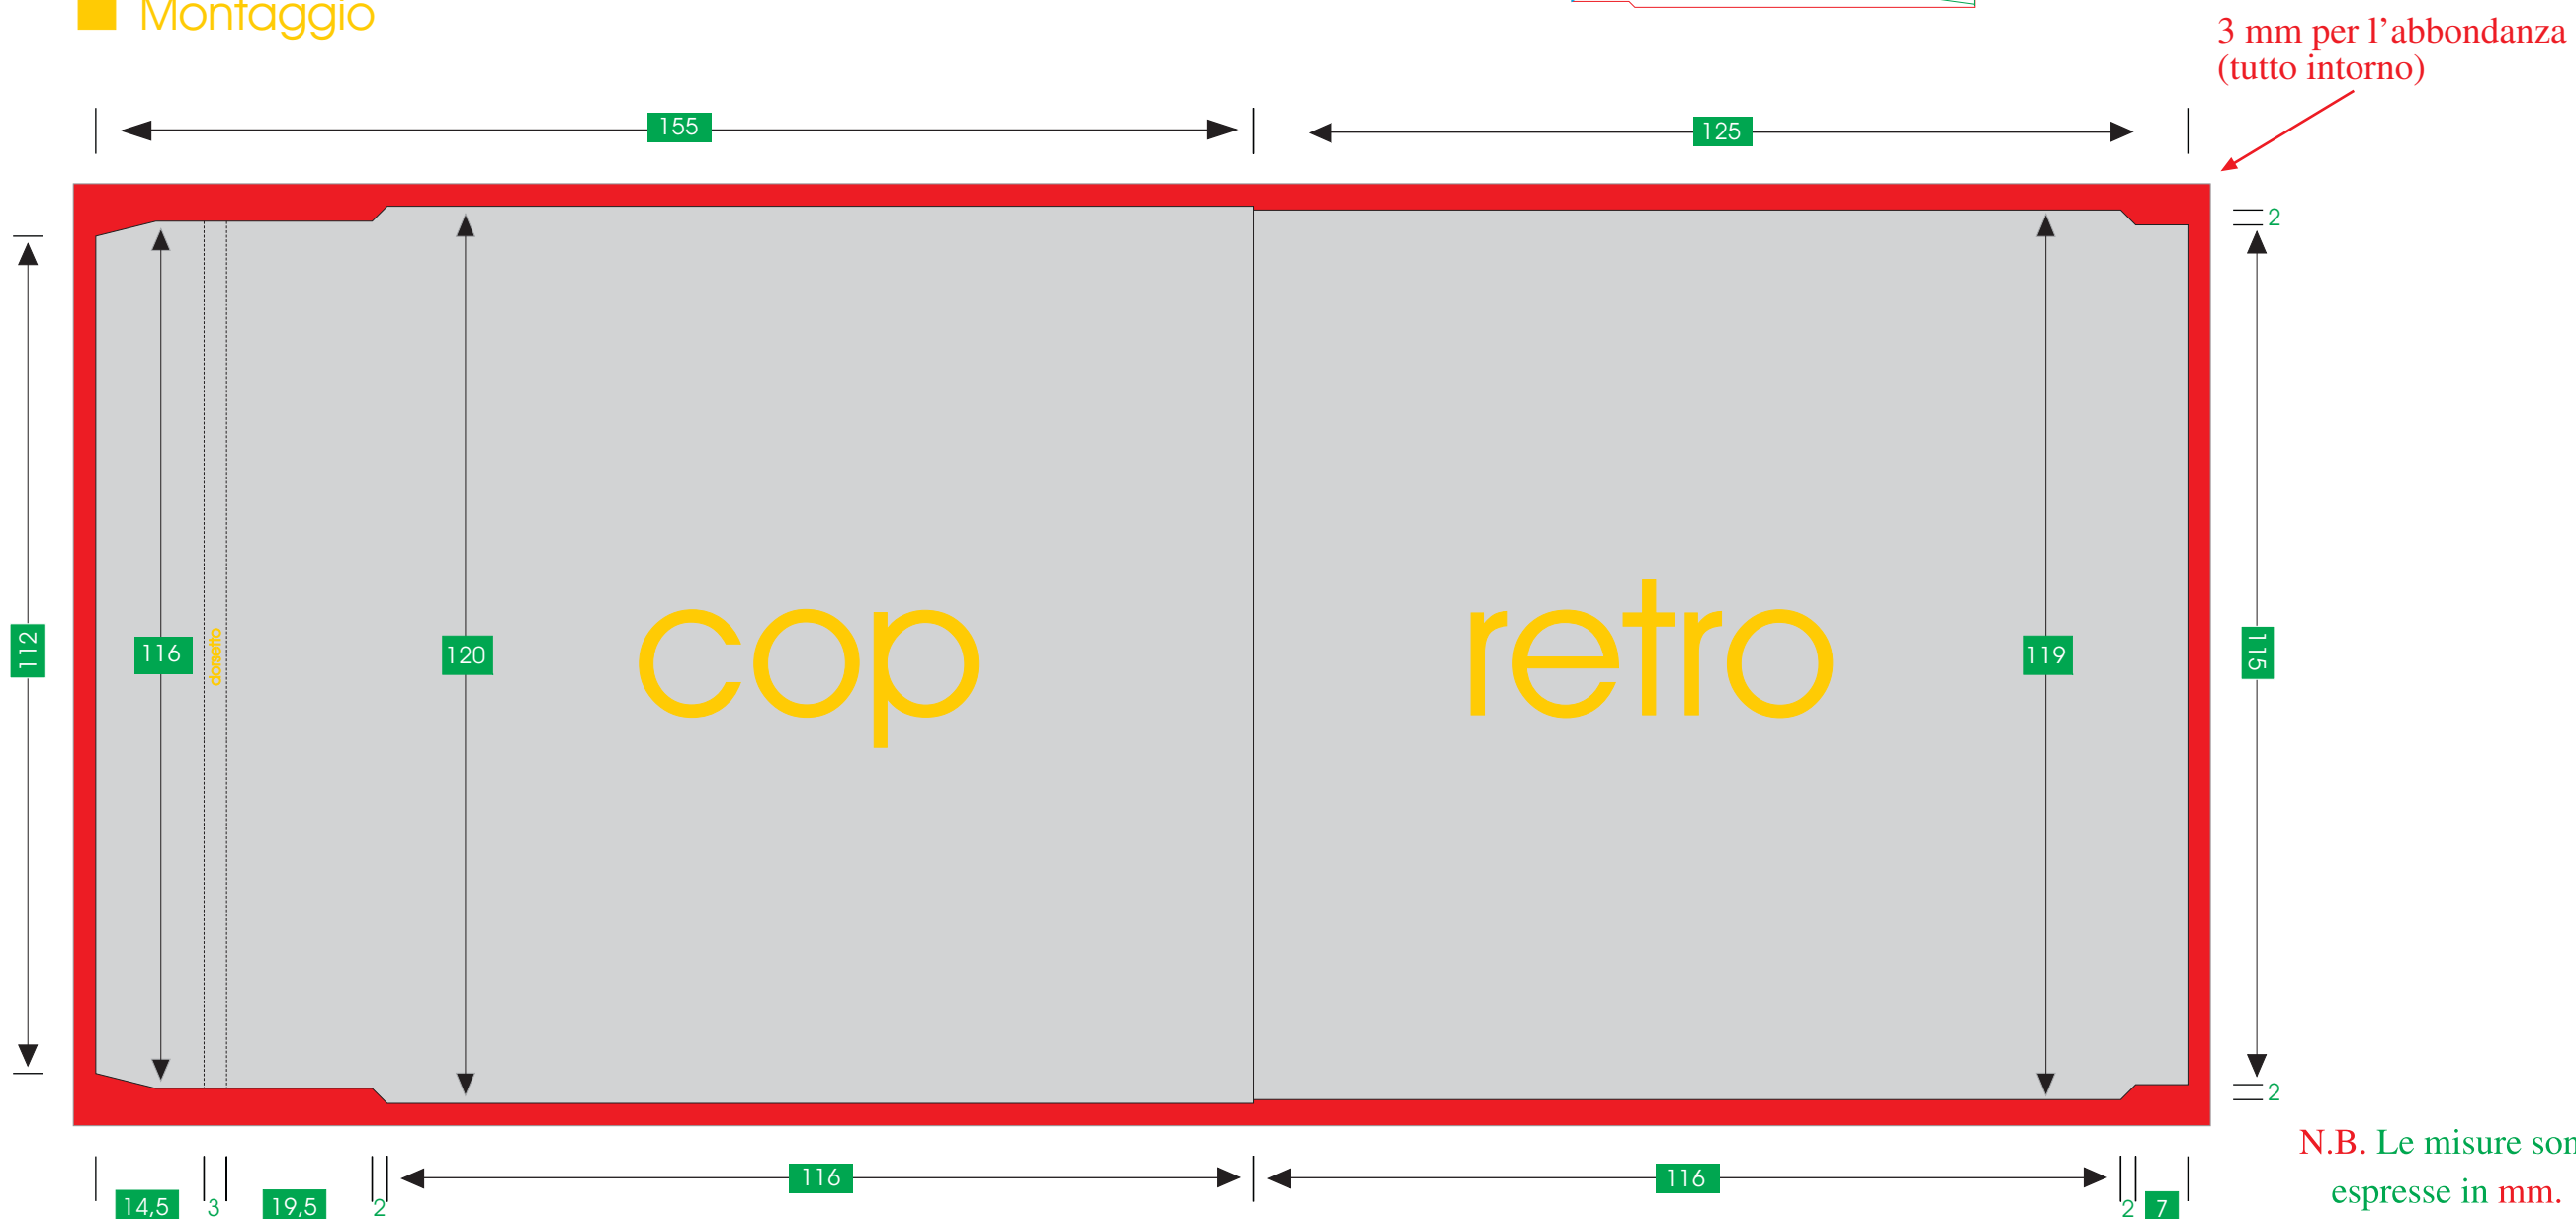 Montaggio
3 mm per l’abbondanza
(tutto intorno)
155
125
2
112
116
dosetto
120
cop
retro
119
115
2
116
116
14,5
3
19,5
2
2
7
N.B. Le misure son
espresse in mm.